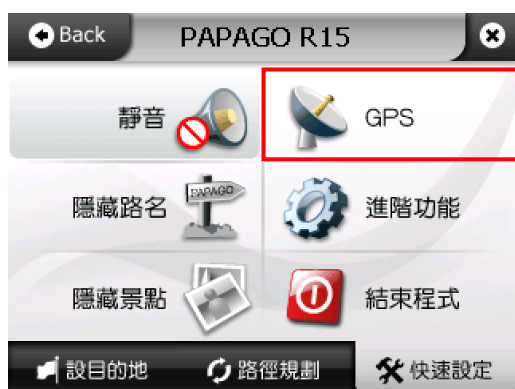 Back
PAPAGO R15
靜音
GPS
隱藏路名
PAPAGO
進階功能
隱藏景點
結束程式
設目的地
路徑規劃
快速設定